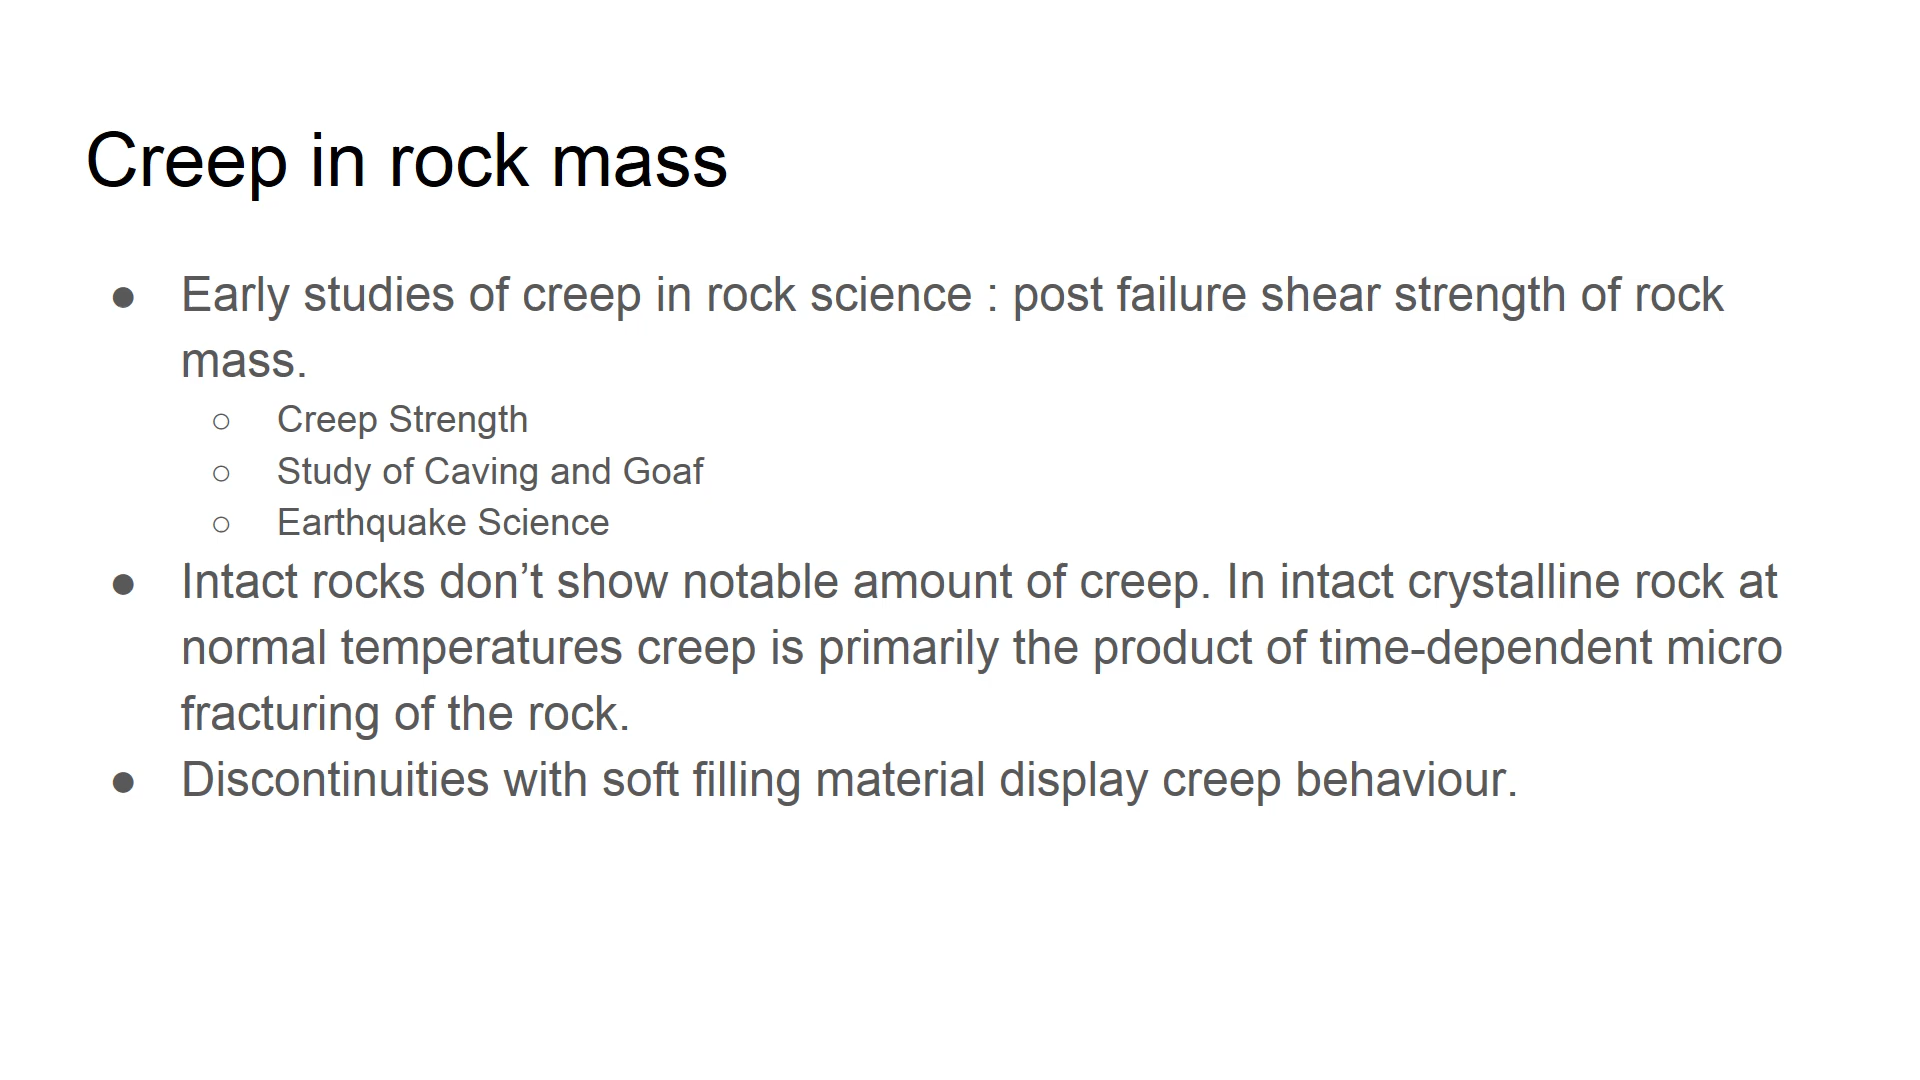 Creep in rock mass
● Early studies of creep in rock science : post failure shear strength of rock
mass.
○ Creep Strength
○ Study of Caving and Goaf
○ Earthquake Science
● Intact rocks don’t show notable amount of creep. In intact crystalline rock at
normal temperatures creep is primarily the product of time-dependent micro
fracturing of the rock.
● Discontinuities with soft filling material display creep behaviour.